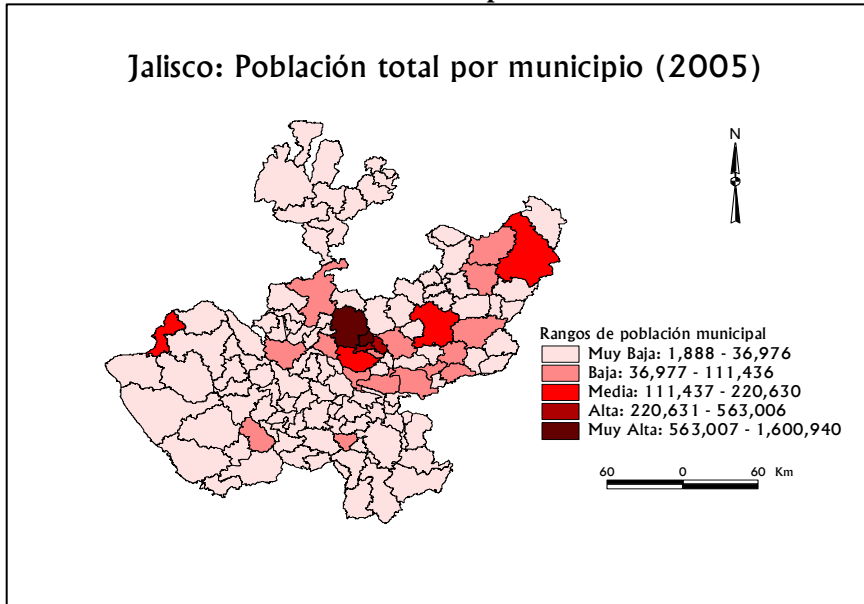 Jalisco: Población total por municipio (2005)
N
Rangos de población municipal
Muy Baja: 1,888 - 36,976
Baja: 36,977 - 111,436
Media: 111,437 - 220,630
Alta: 220,631 - 563,006
Muy Alta: 563,007 - 1,600,940
60 0 60 Km